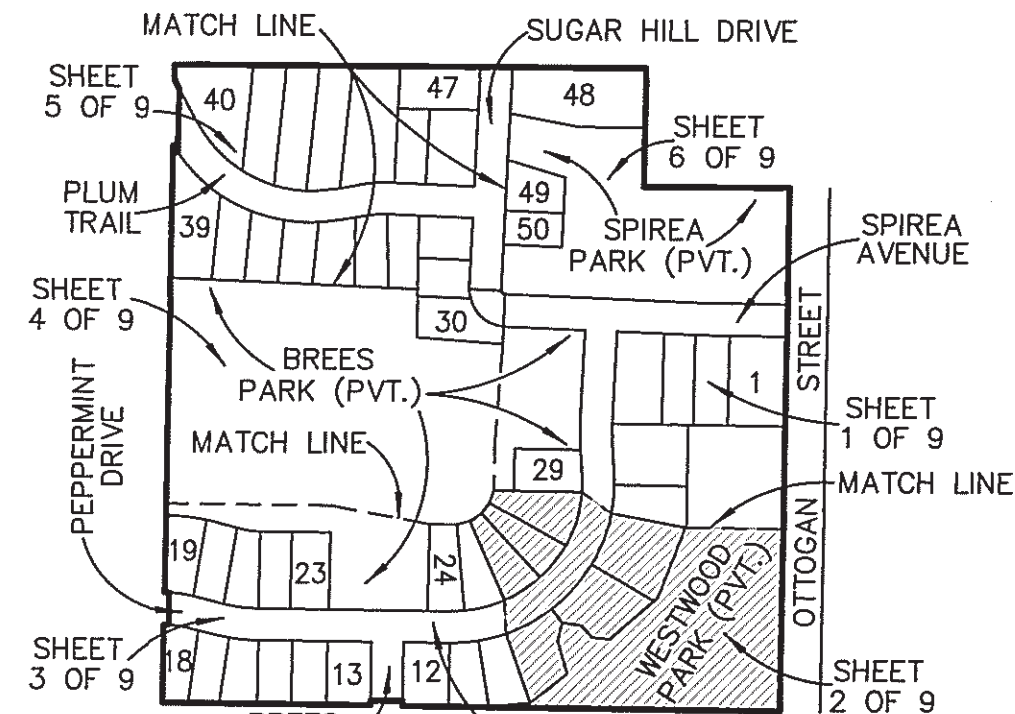 MATCH LINE
SUGAR HILL DRIVE
SHEET
5 OF 9
40
47
48
SHEET
6 OF 9
PLUM
TRAIL
39
49
50
SPIREA
PARK (PVT.)
SPIREA
AVENUE
SHEET
4 OF 9
30
BREES
PARK (PVT.)
1
OTTOGAN STREET
SHEET
1 OF 9
PEPPERMINT
DRIVE
MATCH LINE
29
MATCH LINE
19
23
24
WESTWOOD
PARK (PVT.)
SHEET
3 OF 9
18
13
12
SHEET
2 OF 9